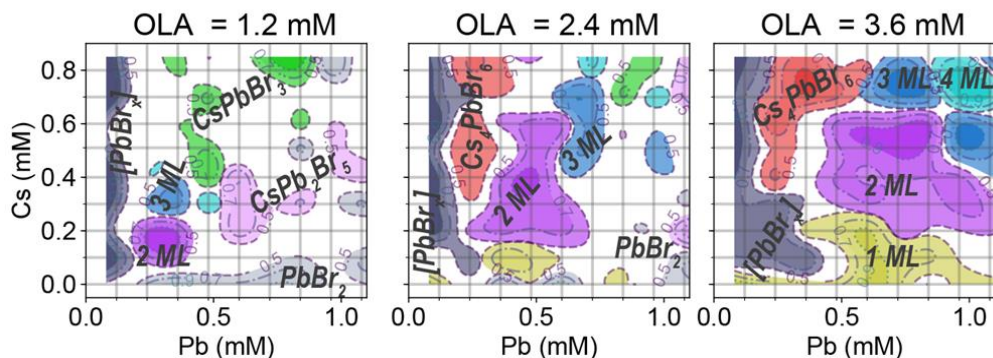 OLA = 1.2 mM
OLA = 2.4 mM
OLA = 3.6 mM
Cs (mM)
0.8
0.6
0.4
0.2
0.0
[PbBrₓ]
CsPbBr₃
3 ML
CsPb₂Br₅
2 ML
PbBr₂
[PbBrₓ]
Cs₄PbBr₆
3 ML
2 ML
PbBr₂
Cs₄PbBr₆
3 ML
4 ML
2 ML
[PbBrₓ]
1 ML
0.0
0.5
1.0
0.0
0.5
1.0
0.0
0.5
1.0
Pb (mM)
Pb (mM)
Pb (mM)